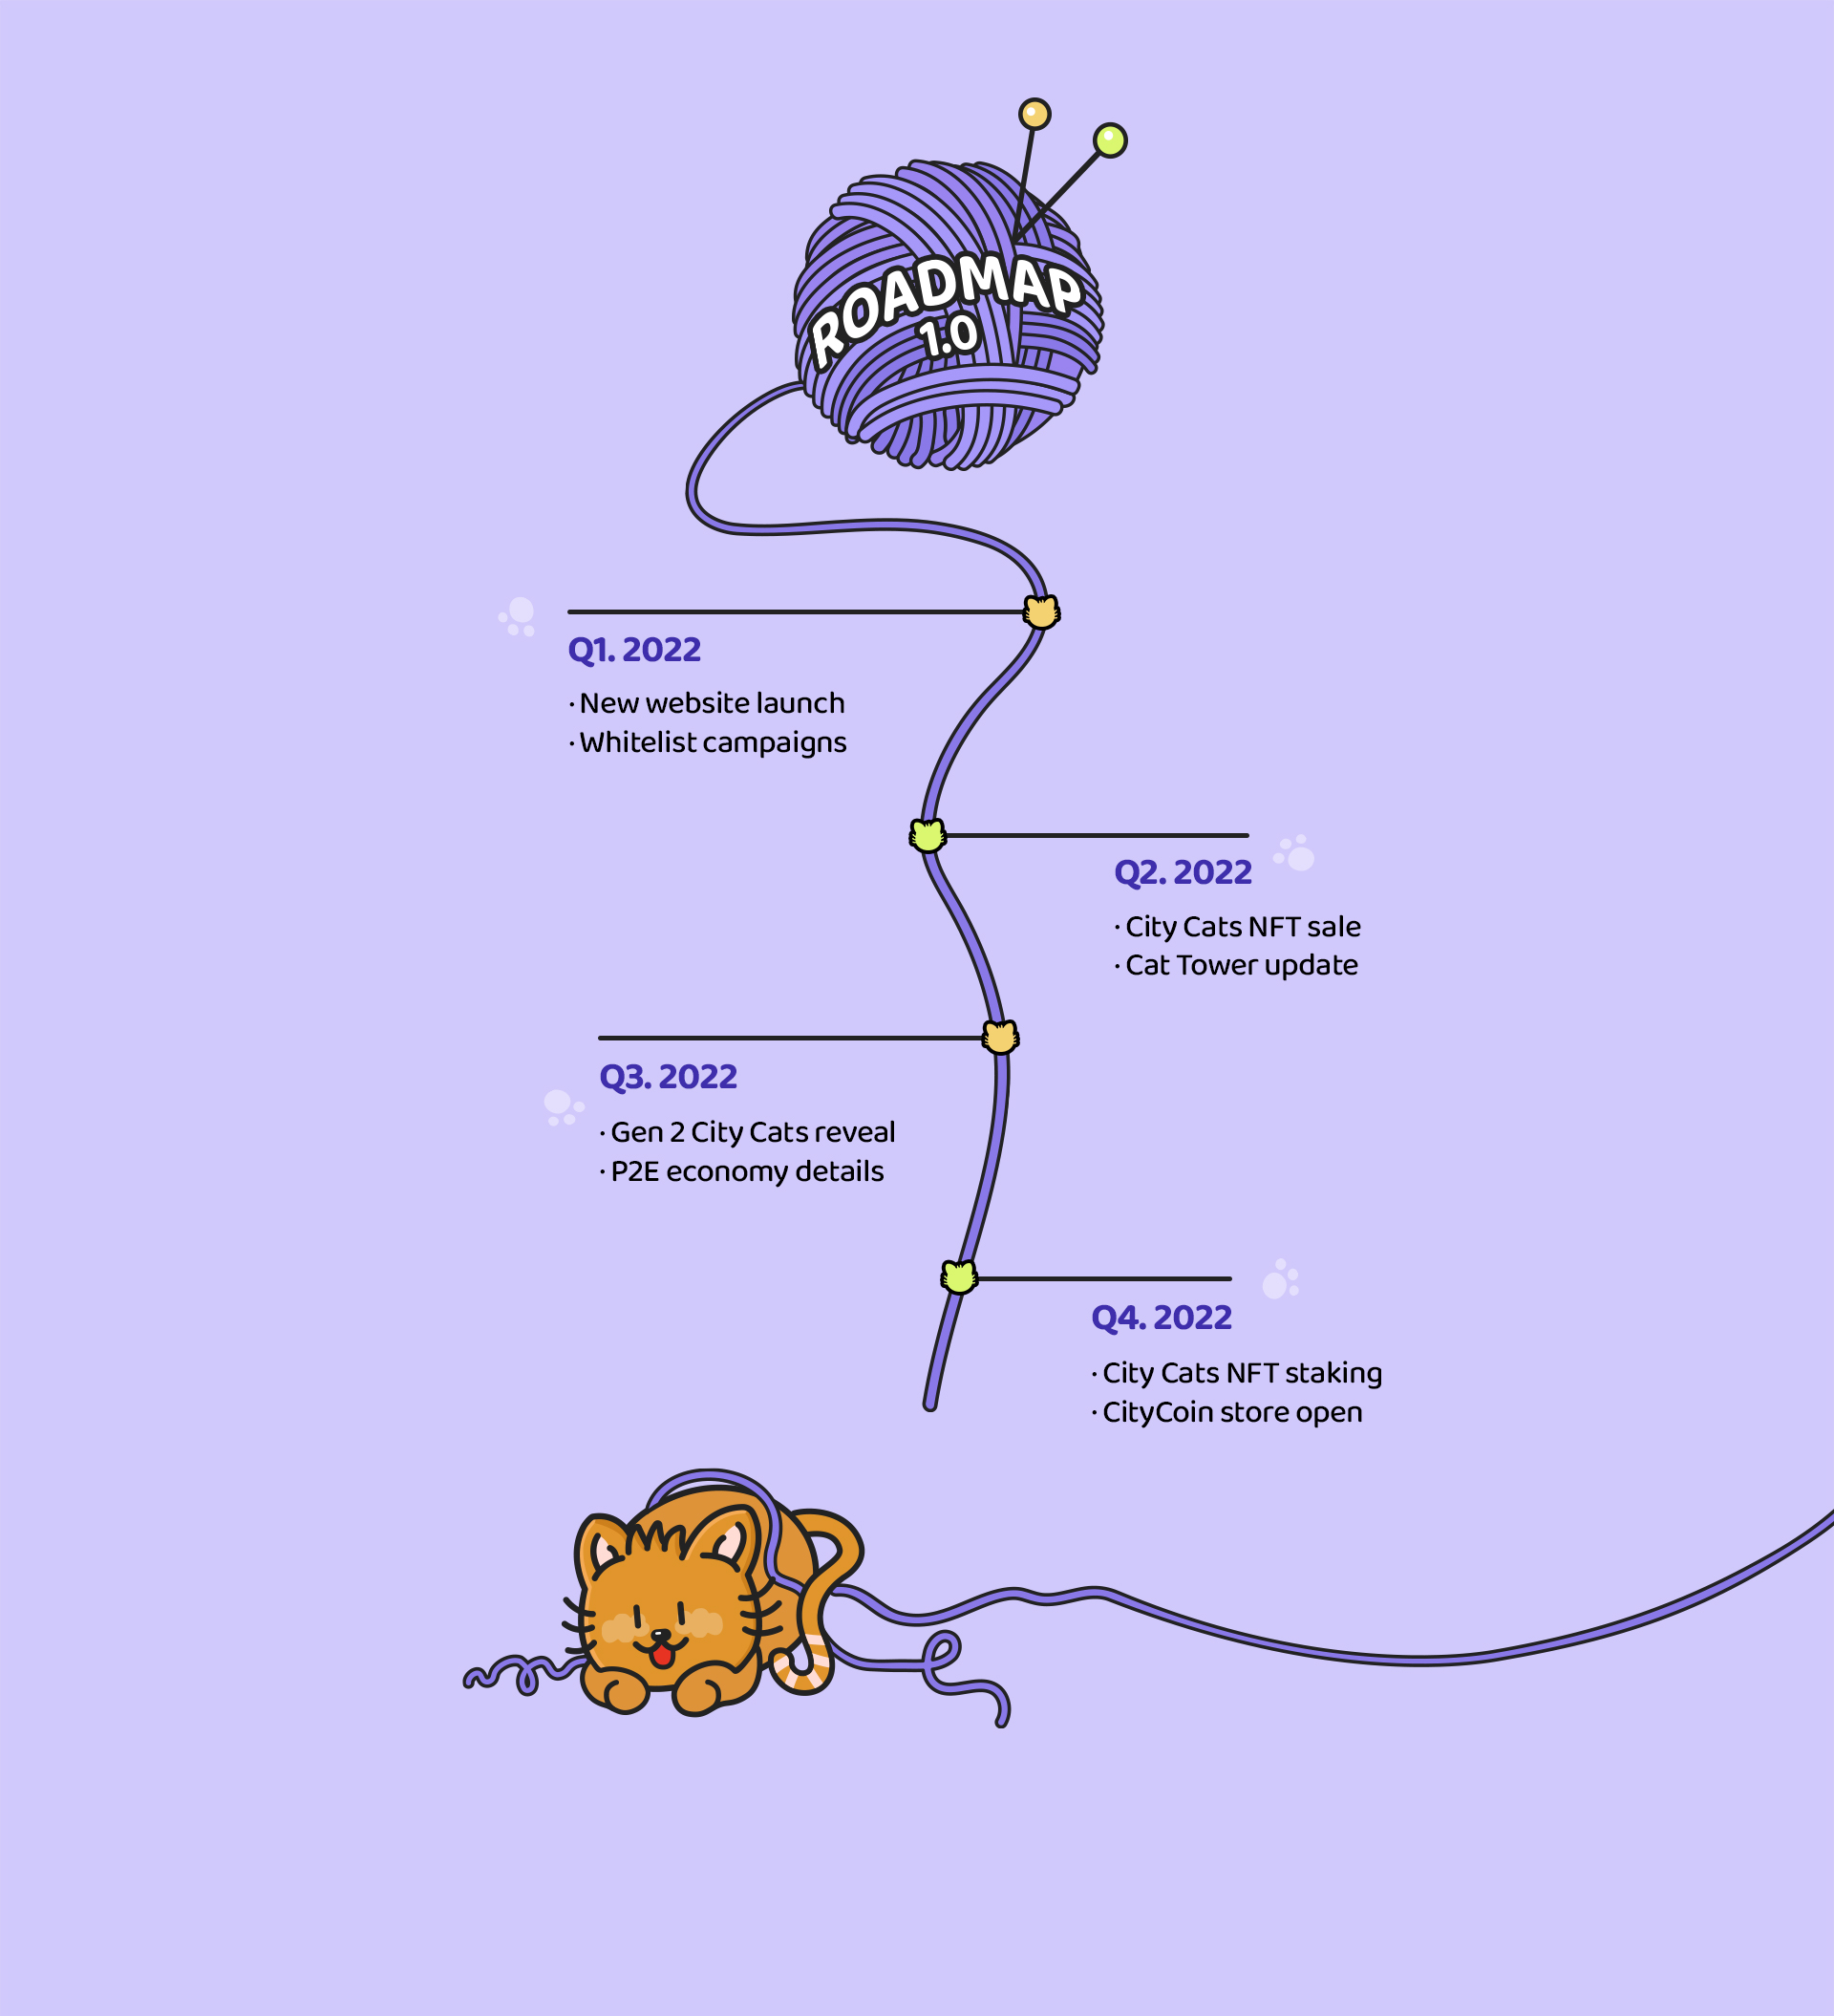 ROADMAP
1.0
Q1. 2022
· New website launch
· Whitelist campaigns
Q2. 2022
· City Cats NFT sale
· Cat Tower update
Q3. 2022
· Gen 2 City Cats reveal
· P2E economy details
Q4. 2022
· City Cats NFT staking
· CityCoin store open